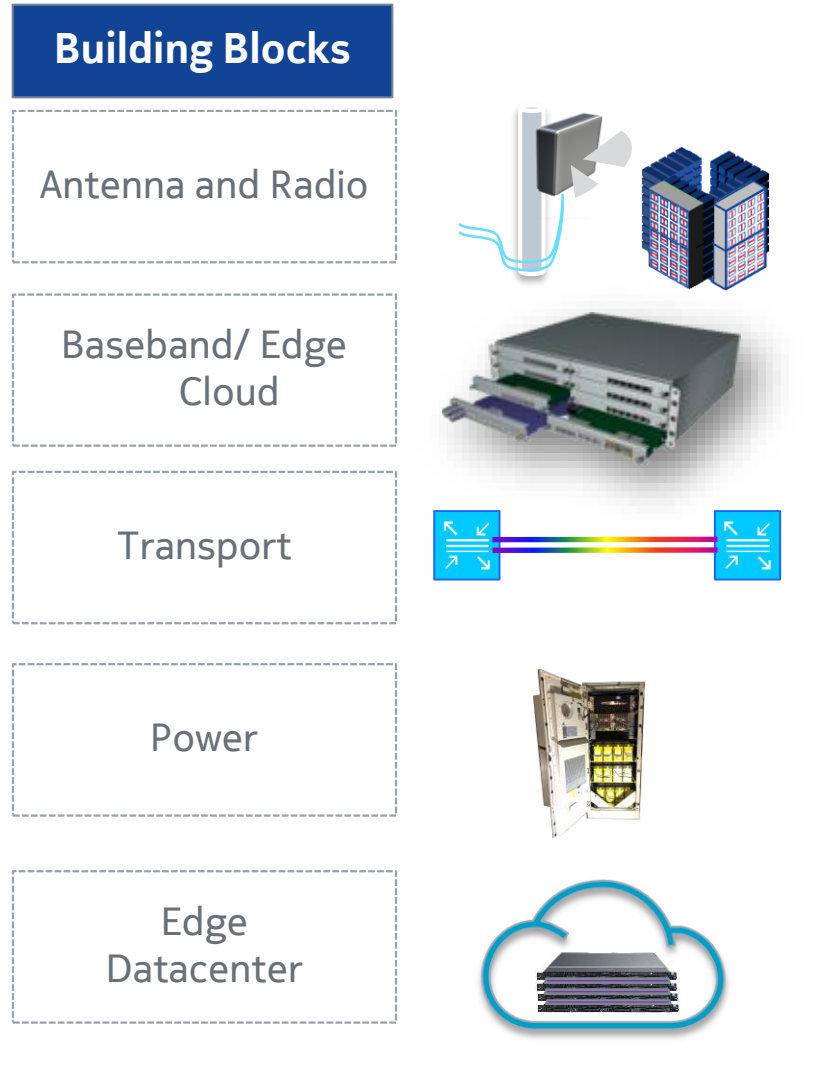 Building Blocks
Antenna and Radio
Baseband/ Edge
Cloud
Transport
Power
Edge
Datacenter